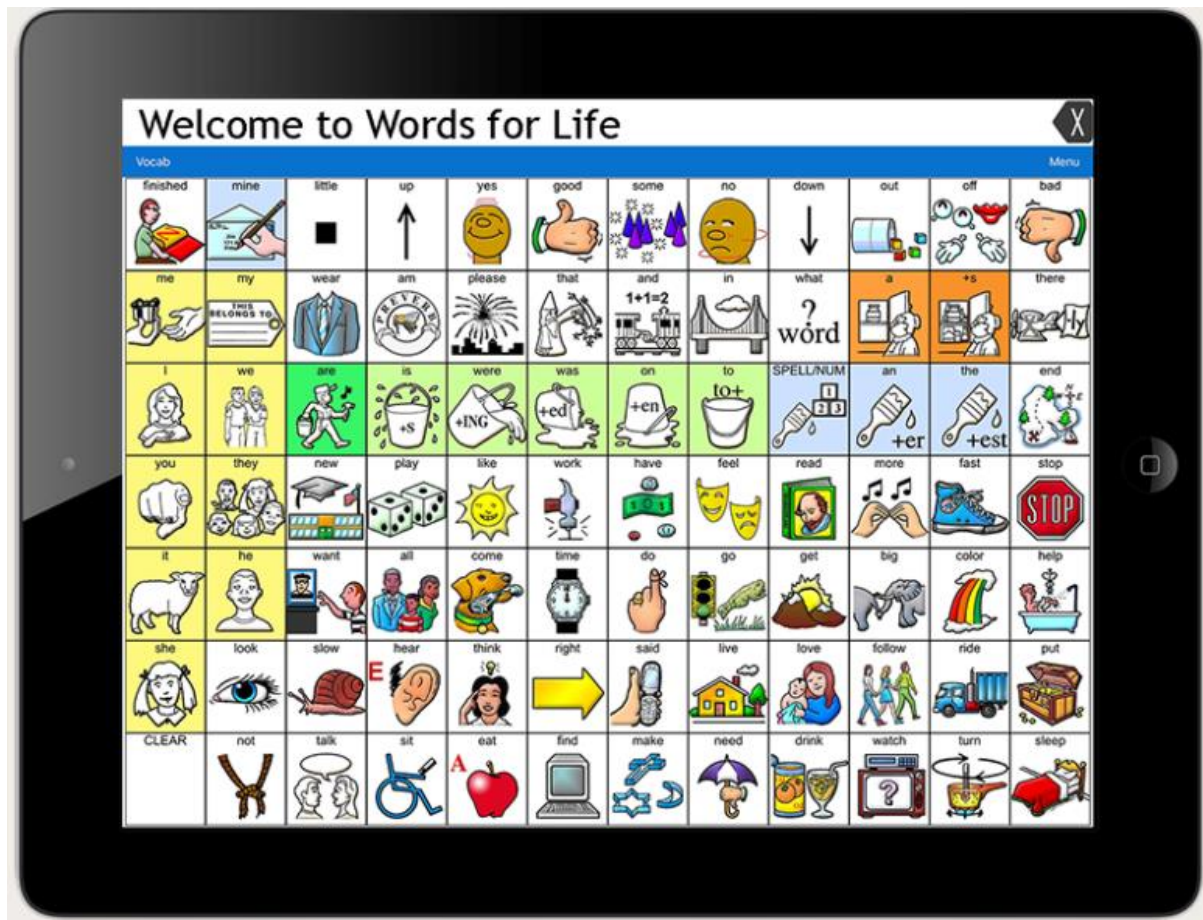 Welcome to Words for Life X
Vocab Menu
finished mine little up yes good some no down out off bad
me my wear am please that and in what a +s there
PREVERB THIS BELONGS TO 1+1=2 ? word ly
I we are is were was on to SPELL/NUM an the end
+s +ING +ed +en to+ 1 2 3 +er +est
you they new play like work have feel read more fast stop
STOP
it he want all come time do go get big color help
she look slow hear think right said live love follow ride put
E
CLEAR not talk sit eat find make need drink watch turn sleep
A ?